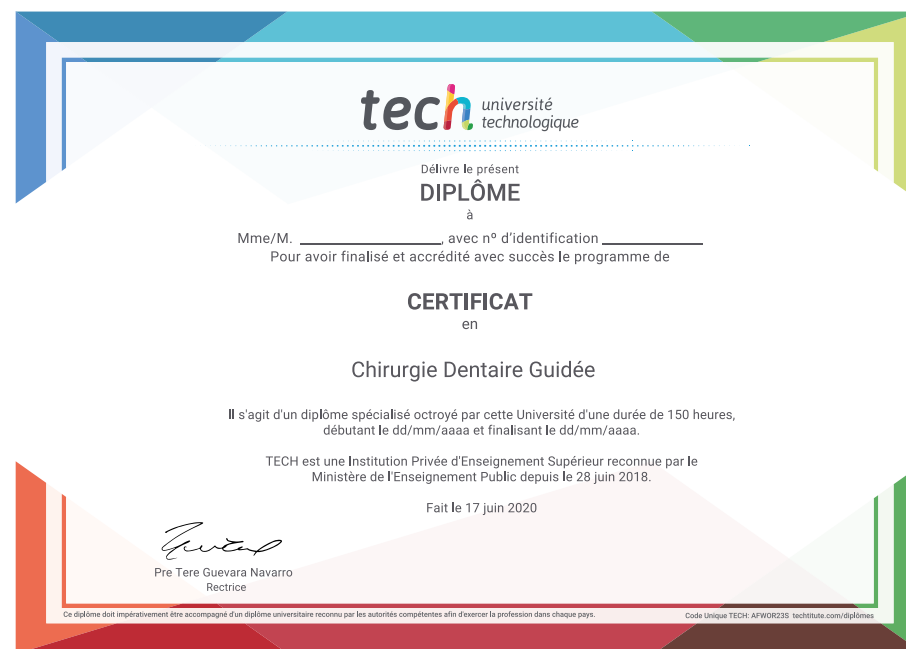 tech université
technologique
Délivre le présent
DIPLÔME
à
Mme/M. ____________________, avec nº d'identification ______________
Pour avoir finalisé et accrédité avec succès le programme de
CERTIFICAT
en
Chirurgie Dentaire Guidée
Il s'agit d'un diplôme spécialisé octroyé par cette Université d'une durée de 150 heures,
débutant le dd/mm/aaaa et finalisant le dd/mm/aaaa.
TECH est une Institution Privée d'Enseignement Supérieur reconnue par le
Ministère de l'Enseignement Public depuis le 28 juin 2018.
Fait le 17 juin 2020
Pre Tere Guevara Navarro
Rectrice
Ce diplôme doit impérativement être accompagné d'un diplôme universitaire reconnu par les autorités compétentes afin d'exercer la profession dans chaque pays.
Code Unique TECH: AFWOR23S techtitute.com/diplômes